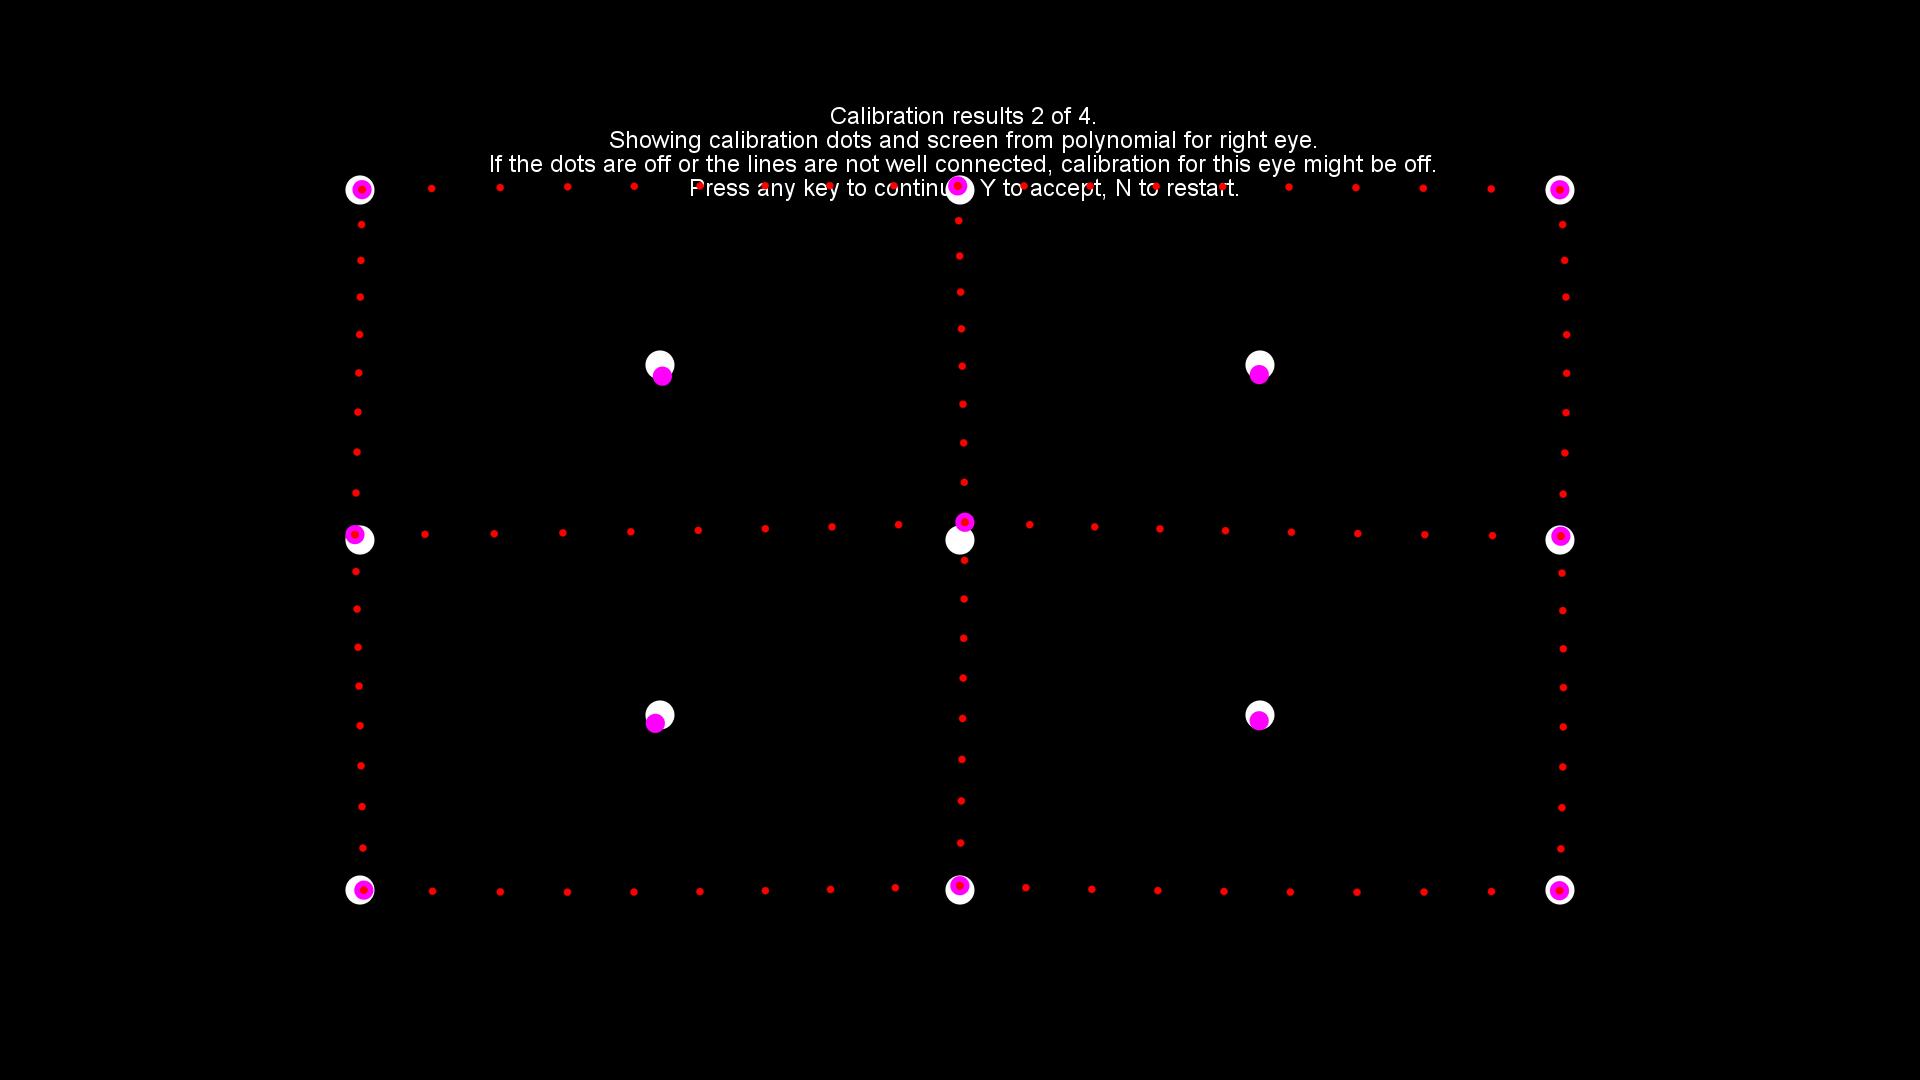 Calibration results 2 of 4.
Showing calibration dots and screen from polynomial for right eye.
If the dots are off or the lines are not well connected, calibration for this eye might be off.
Press any key to continue, Y to accept, N to restart.